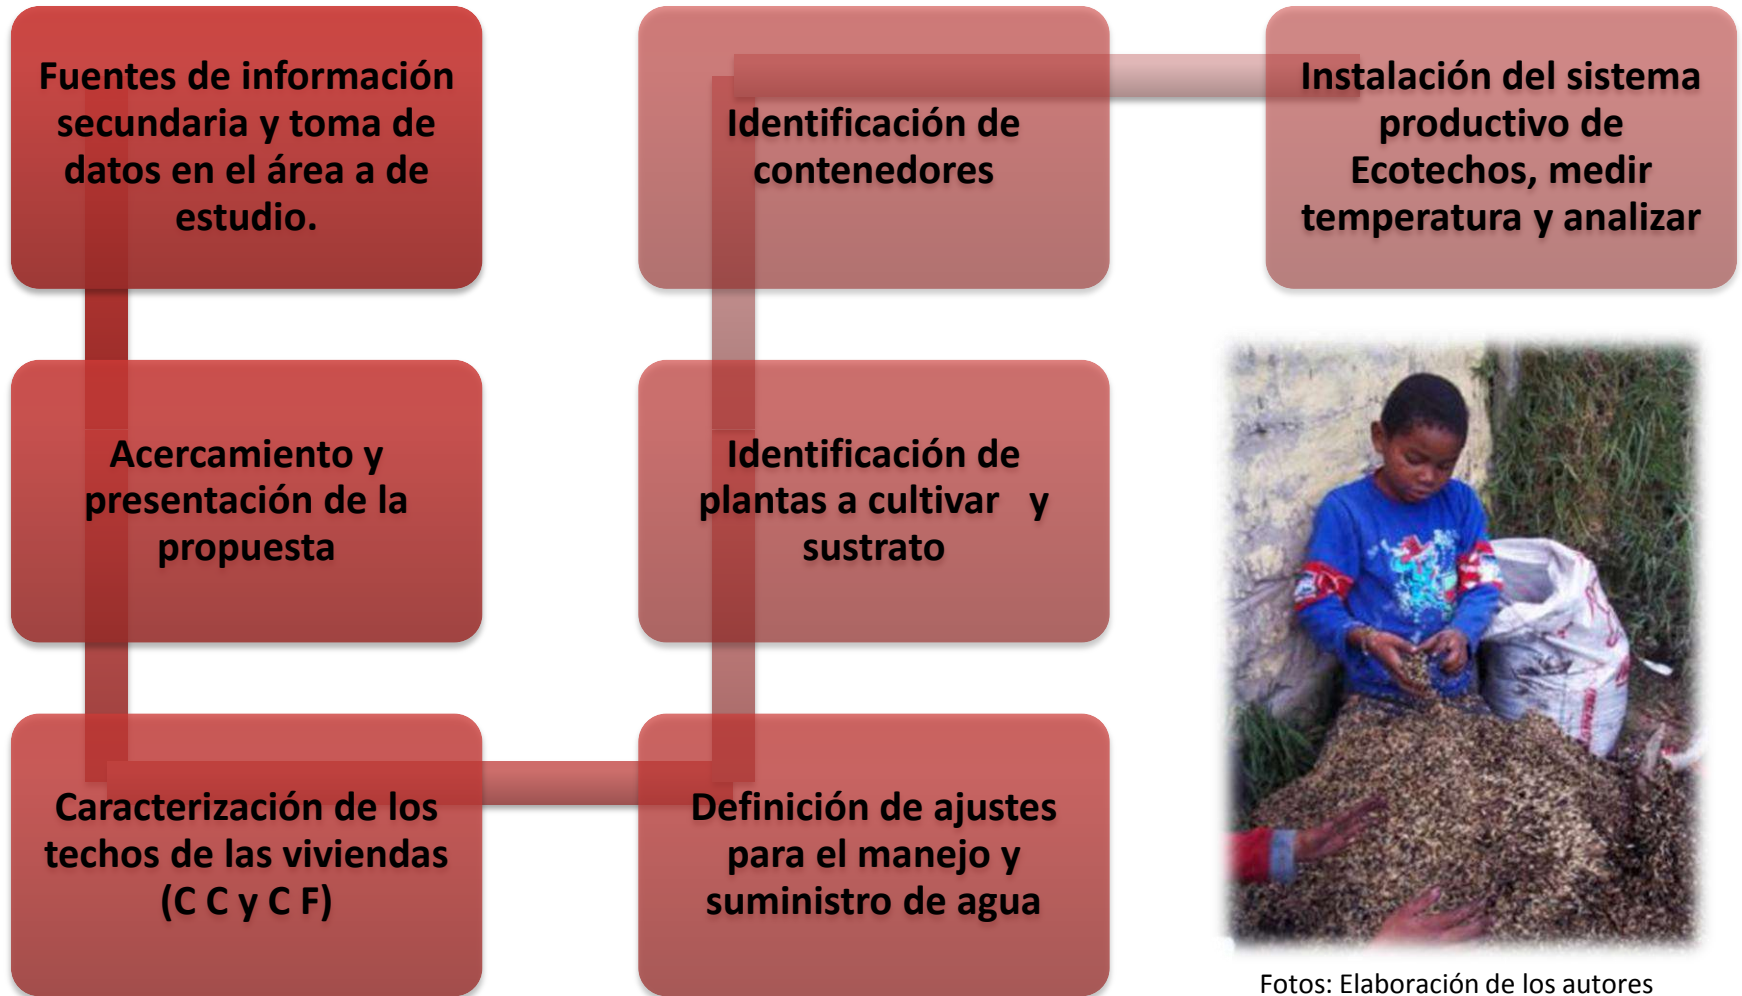 Fuentes de información
secundaria y toma de
datos en el área a de
estudio.
Acercamiento y
presentación de la
propuesta
Caracterización de los
techos de las viviendas
(C C y C F)
Definición de ajustes
para el manejo y
suministro de agua
Identificación de
plantas a cultivar y
sustrato
Identificación de
contenedores
Instalación del sistema
productivo de
Ecotechos, medir
temperatura y analizar
Fotos: Elaboración de los autores